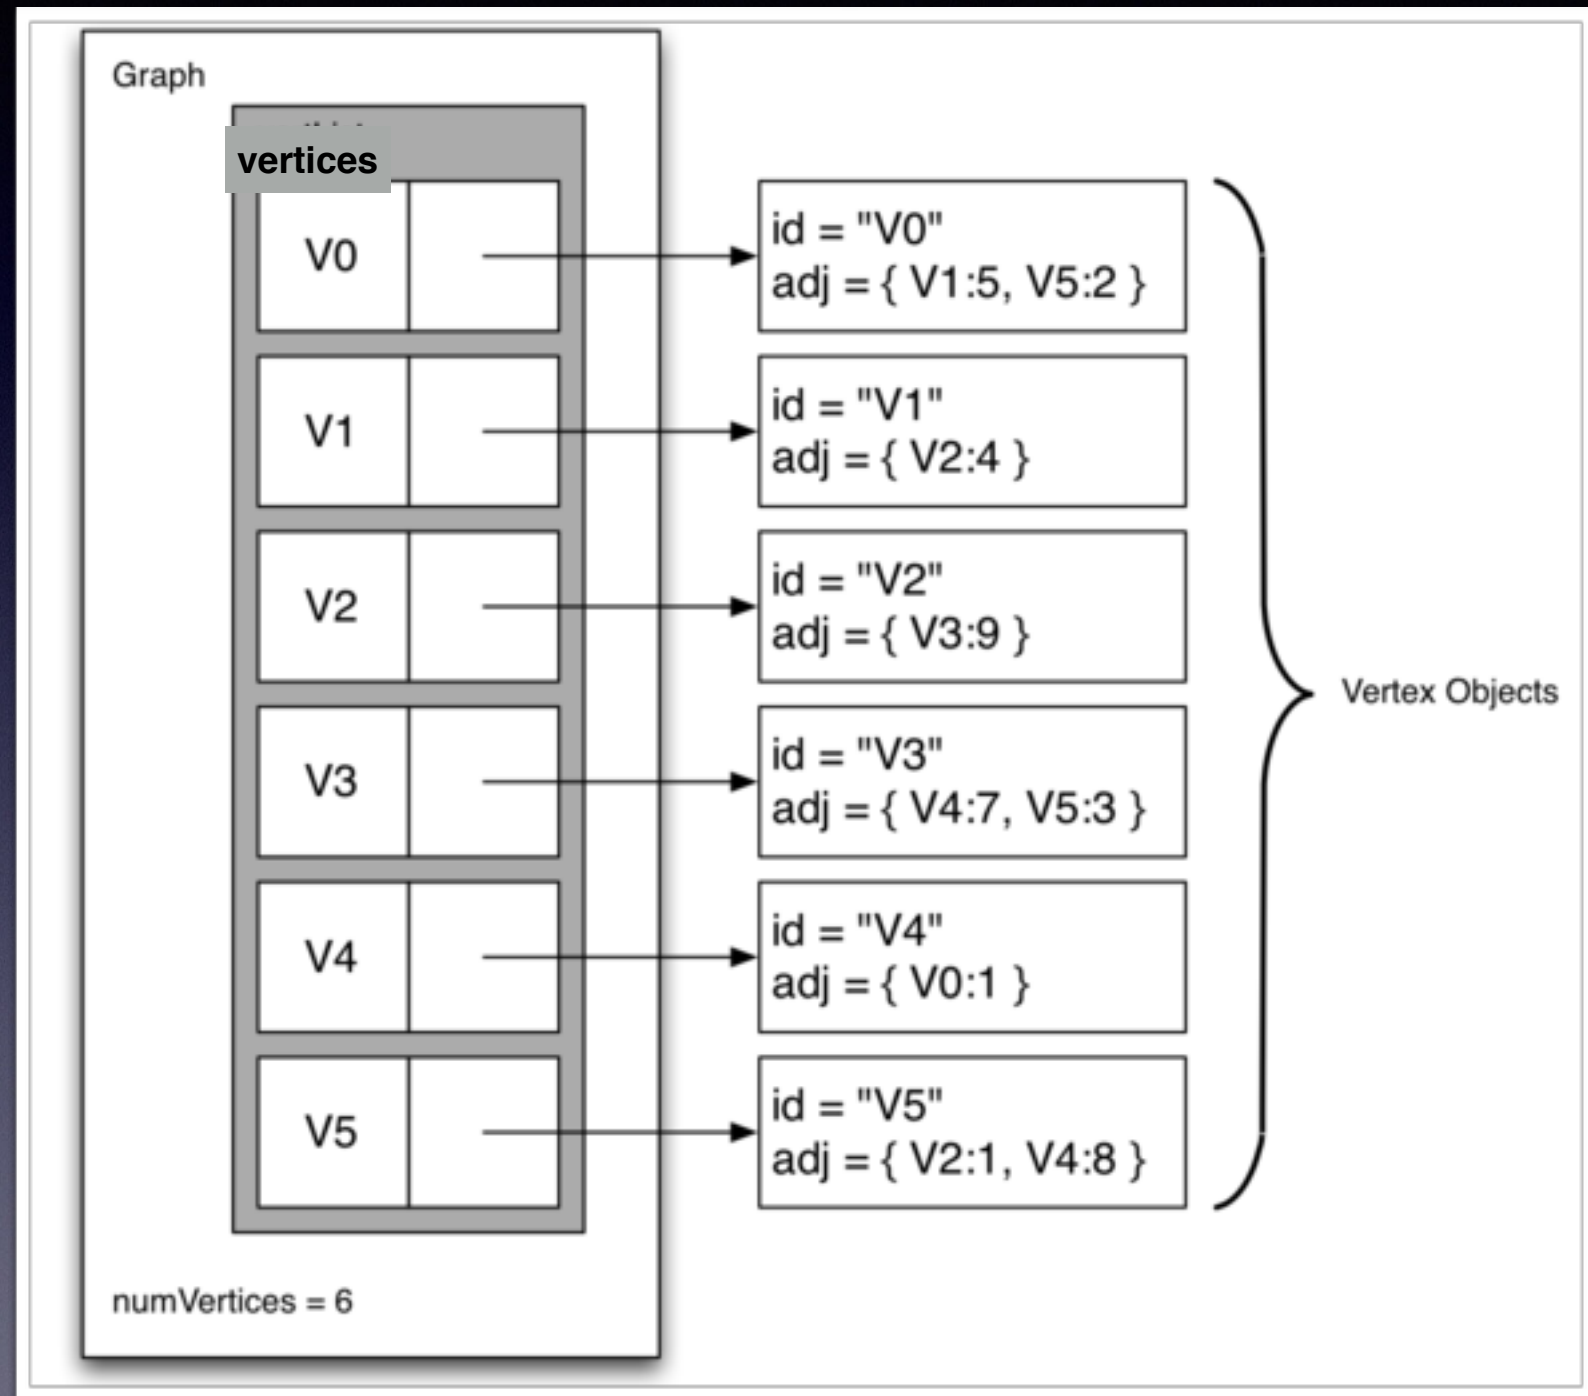 Graph
vertices
V0
id = "V0"
adj = { V1:5, V5:2 }
V1
id = "V1"
adj = { V2:4 }
V2
id = "V2"
adj = { V3:9 }
V3
id = "V3"
adj = { V4:7, V5:3 }
V4
id = "V4"
adj = { V0:1 }
V5
id = "V5"
adj = { V2:1, V4:8 }
Vertex Objects
numVertices = 6